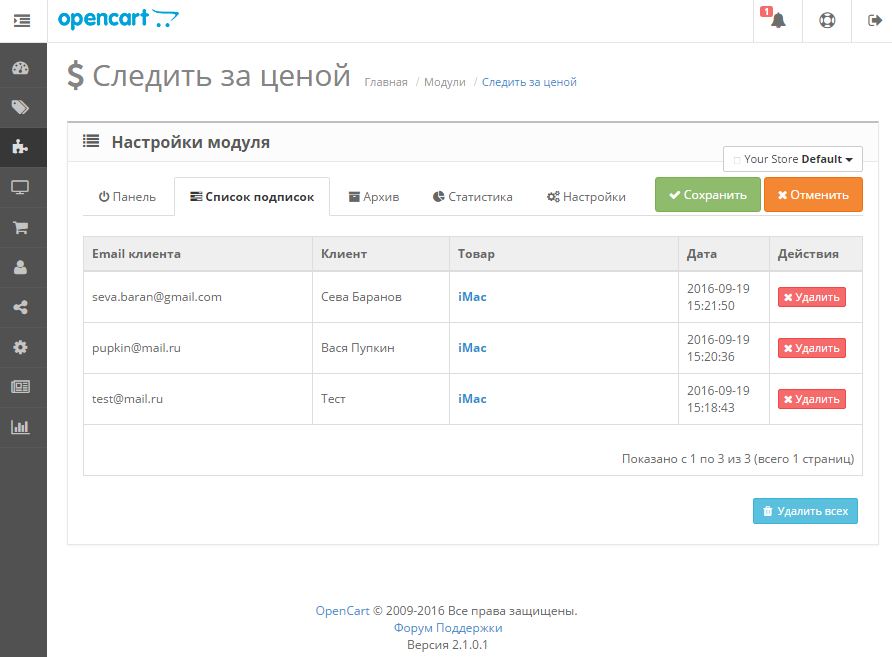 opencart
1
$ Следить за ценой Главная / Модули / Следить за ценой
Настройки модуля
Your Store Default
Панель Список подписок Архив Статистика Настройки Сохранить Отменить
Email клиента Клиент Товар Дата Действия
seva.baran@gmail.com Сева Баранов iMac 2016-09-19 15:21:50 Удалить
pupkin@mail.ru Вася Пупкин iMac 2016-09-19 15:20:36 Удалить
test@mail.ru Тест iMac 2016-09-19 15:18:43 Удалить
Показано с 1 по 3 из 3 (всего 1 страниц)
Удалить всех
OpenCart © 2009-2016 Все права защищены.
Форум Поддержки
Версия 2.1.0.1